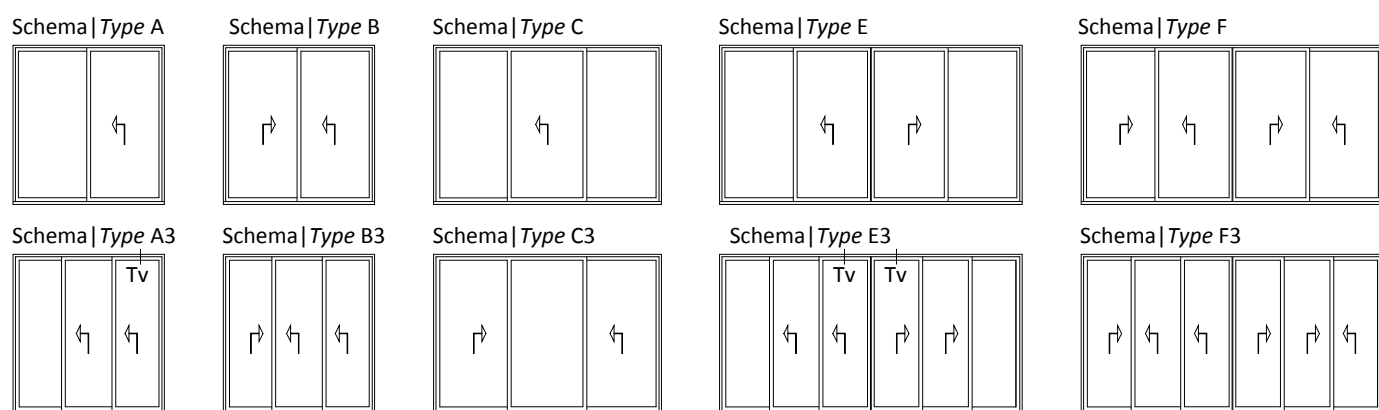 Schema|Type A
Schema|Type B
Schema|Type C
Schema|Type E
Schema|Type F
Schema|Type A3
Schema|Type B3
Schema|Type C3
Schema|Type E3
Schema|Type F3
Tv
Tv
Tv